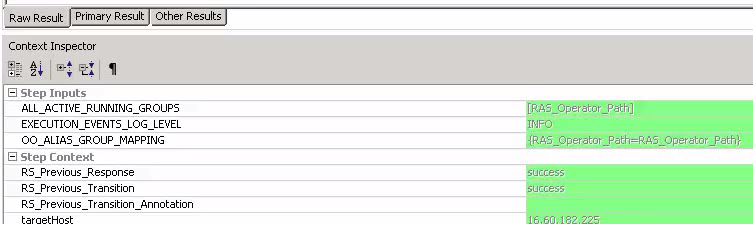 Raw Result Primary Result Other Results
Context Inspector
Step Inputs
ALL_ACTIVE_RUNNING_GROUPS [RAS_Operator_Path]
EXECUTION_EVENTS_LOG_LEVEL INFO
OO_ALIAS_GROUP_MAPPING {RAS_Operator_Path=RAS_Operator_Path}
Step Context
RS_Previous_Response success
RS_Previous_Transition success
RS_Previous_Transition_Annotation
targetHost 16.60.182.225